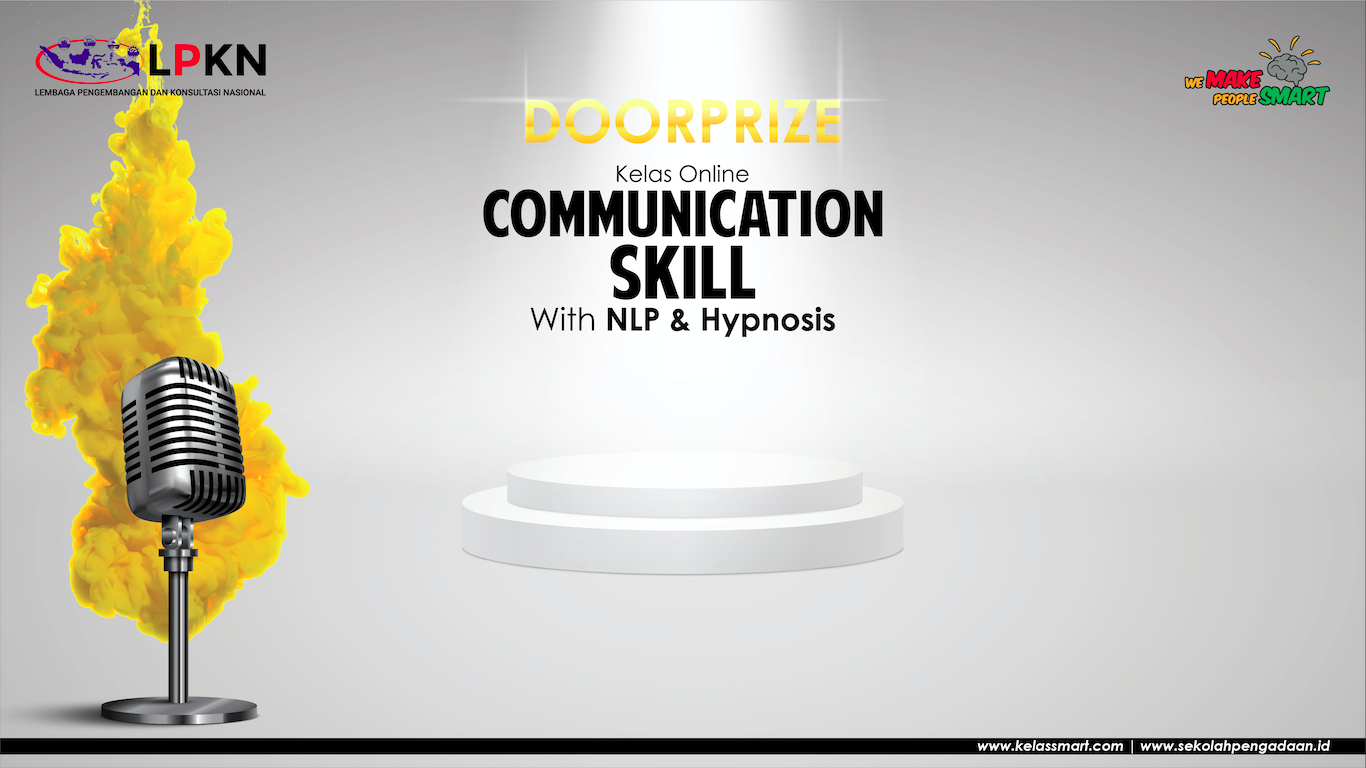 LPKN
LEMBAGA PENGEMBANGAN DAN KONSULTASI NASIONAL
WE MAKE
PEOPLE SMART
DOORPRIZE
Kelas Online
COMMUNICATION
SKILL
With NLP & Hypnosis
www.kelassmart.com | www.sekolahpengadaan.id